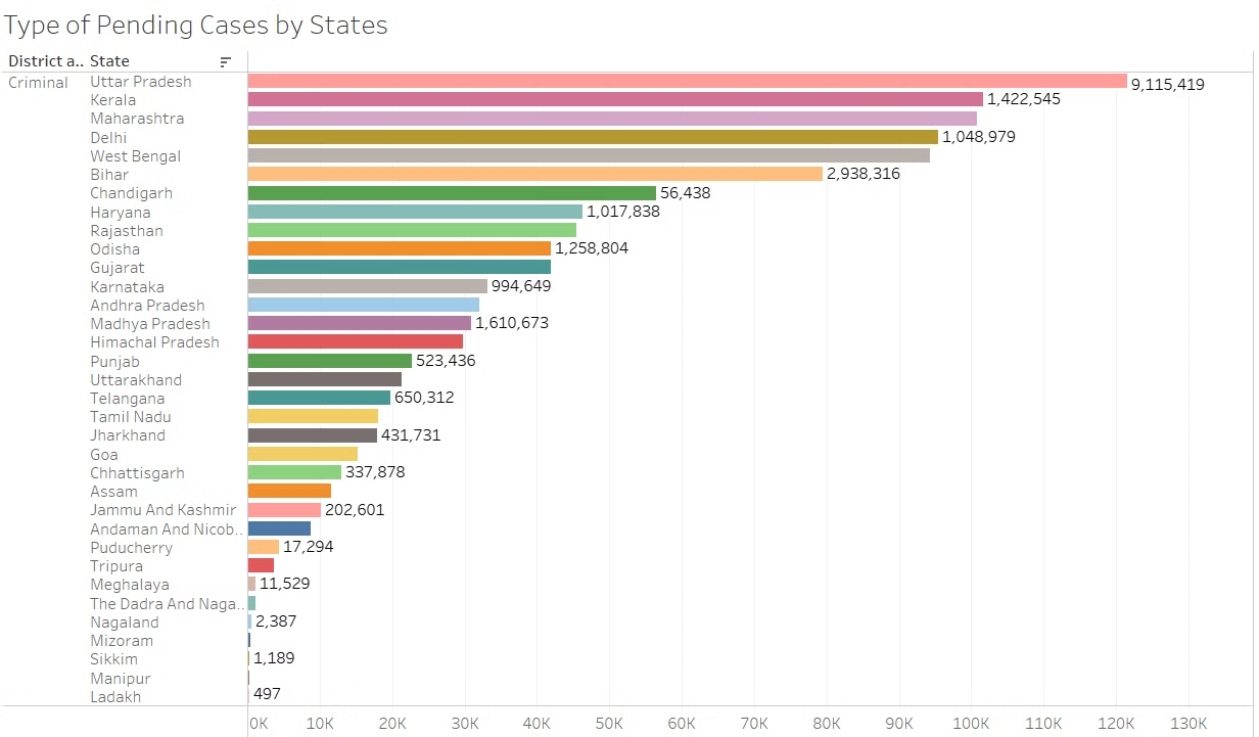 Type of Pending Cases by States
District a.. State
Criminal Uttar Pradesh 9,115,419
Kerala 1,422,545
Maharashtra
Delhi 1,048,979
West Bengal
Bihar 2,938,316
Chandigarh 56,438
Haryana 1,017,838
Rajasthan
Odisha 1,258,804
Gujarat
Karnataka 994,649
Andhra Pradesh
Madhya Pradesh 1,610,673
Himachal Pradesh
Punjab 523,436
Uttarakhand
Telangana 650,312
Tamil Nadu
Jharkhand 431,731
Goa
Chhattisgarh 337,878
Assam
Jammu And Kashmir 202,601
Andaman And Nicob..
Puducherry 17,294
Tripura
Meghalaya 11,529
The Dadra And Naga..
Nagaland 2,387
Mizoram
Sikkim 1,189
Manipur
Ladakh 497
0K 10K 20K 30K 40K 50K 60K 70K 80K 90K 100K 110K 120K 130K